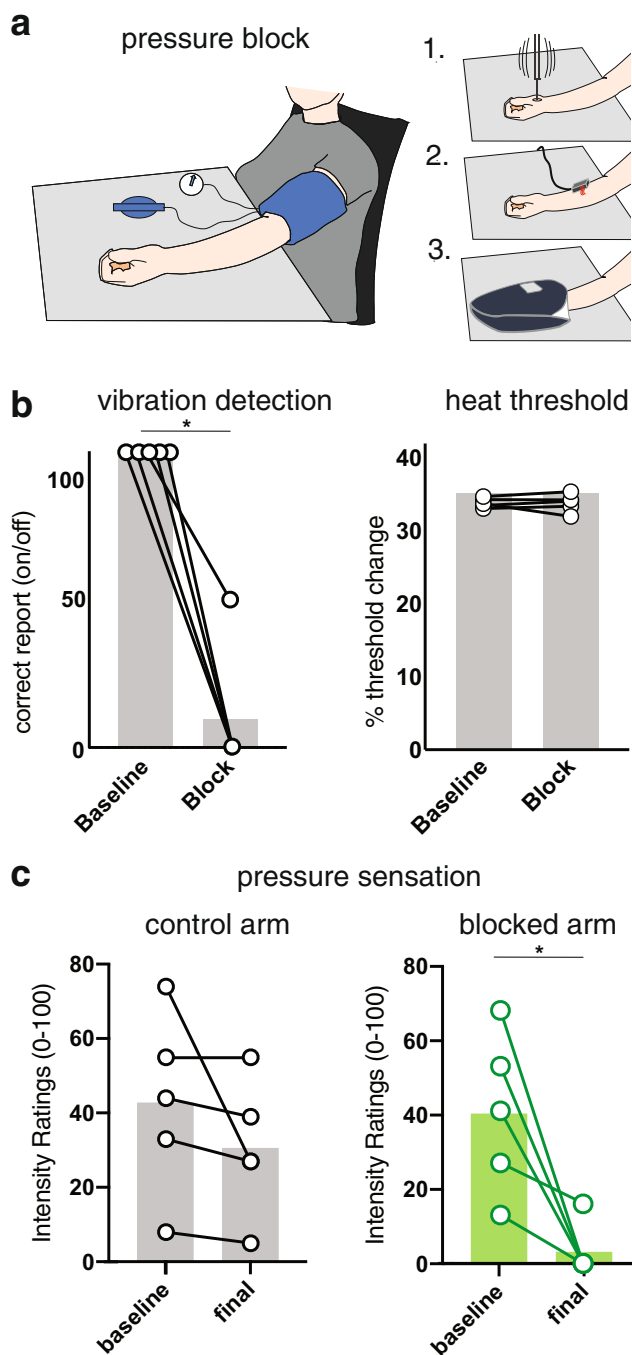 a
pressure block
1.
2.
3.
b
vibration detection
*
correct report (on/off)
100
50
0
Baseline
Block
heat threshold
% threshold change
40
30
20
10
0
Baseline
Block
c
pressure sensation
control arm
Intensity Ratings (0-100)
80
60
40
20
0
baseline
final
blocked arm
*
Intensity Ratings (0-100)
80
60
40
20
0
baseline
final